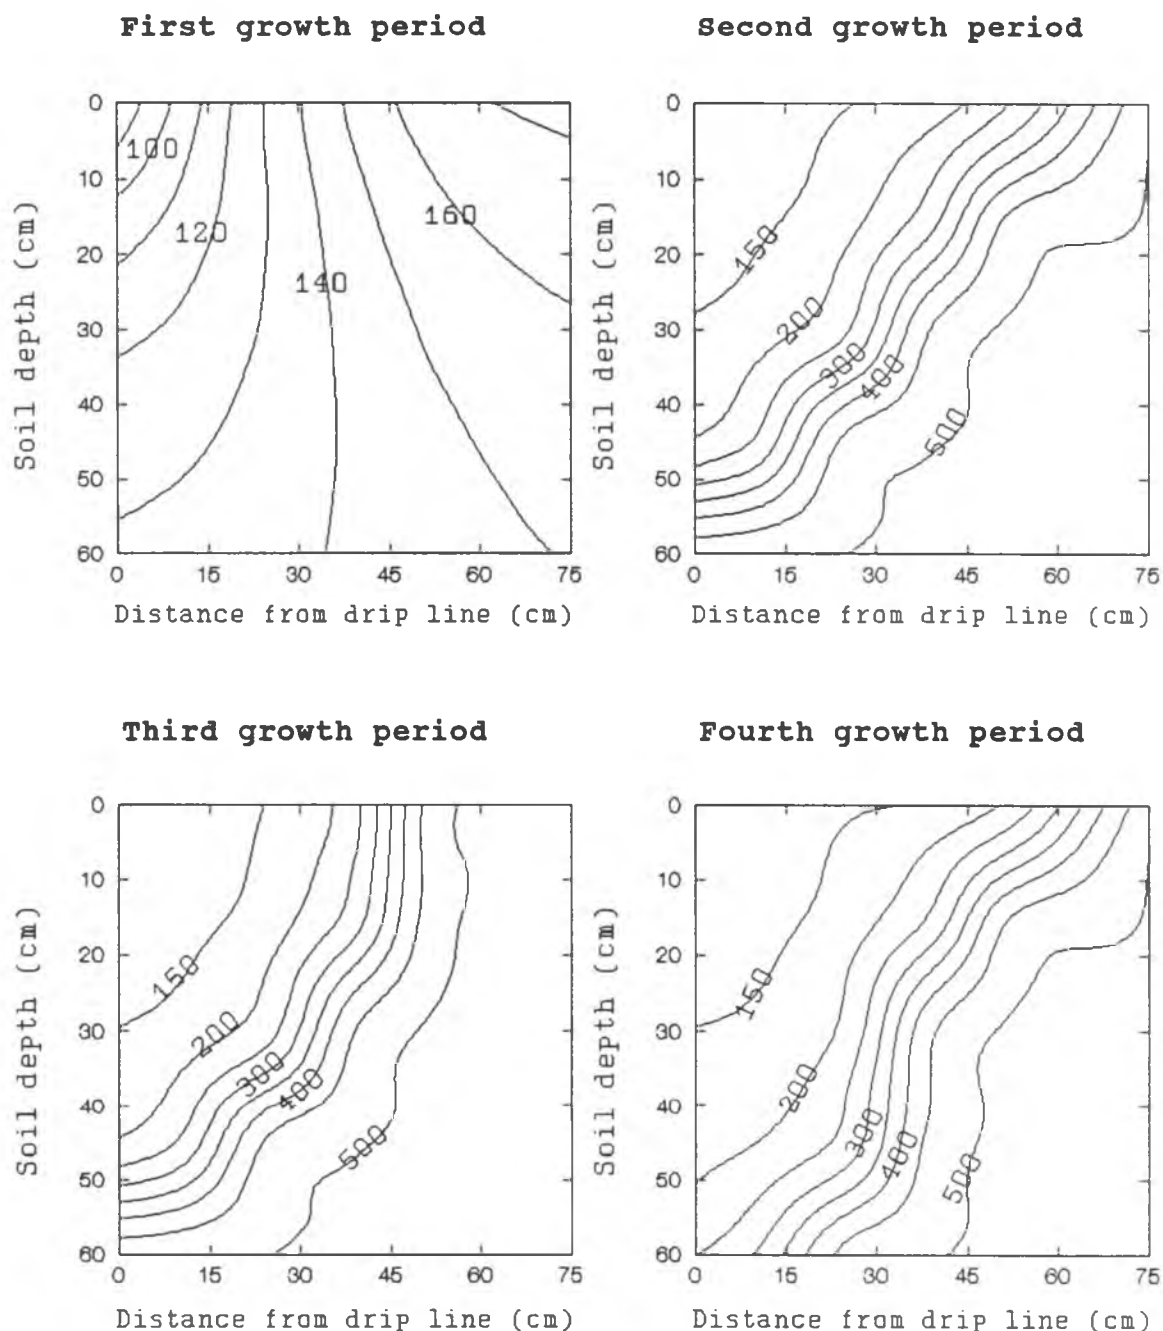 First growth period
Second growth period
0
10
20
30
40
50
60
Soil depth (cm)
100
120
140
160
0 15 30 45 60 75
Distance from drip line (cm)
0
10
20
30
40
50
60
Soil depth (cm)
150
200
300
400
500
0 15 30 45 60 75
Distance from drip line (cm)
Third growth period
Fourth growth period
0
10
20
30
40
50
60
Soil depth (cm)
150
200
300
400
500
0 15 30 45 60 75
Distance from drip line (cm)
0
10
20
30
40
50
60
Soil depth (cm)
150
200
300
400
500
0 15 30 45 60 75
Distance from drip line (cm)